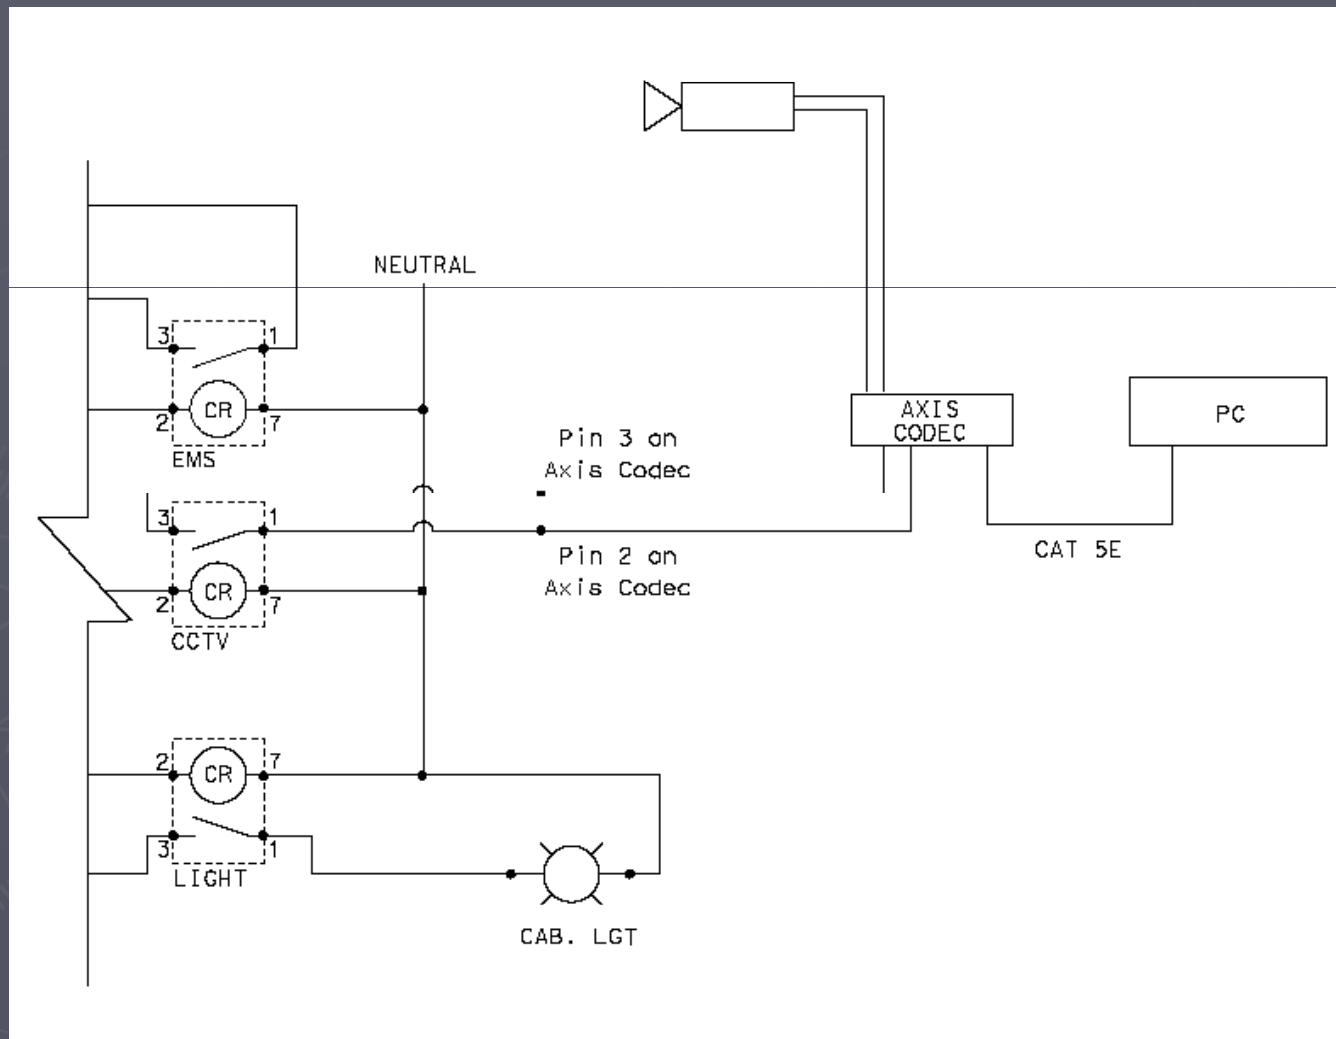 NEUTRAL
3 1
CR
2 7
EMS
Pin 3 on
Axis Codec
AXIS
CODEC
PC
3 1
CR
2 7
CCTV
Pin 2 on
Axis Codec
CAT 5E
2 7
CR
3 1
LIGHT
CAB. LGT